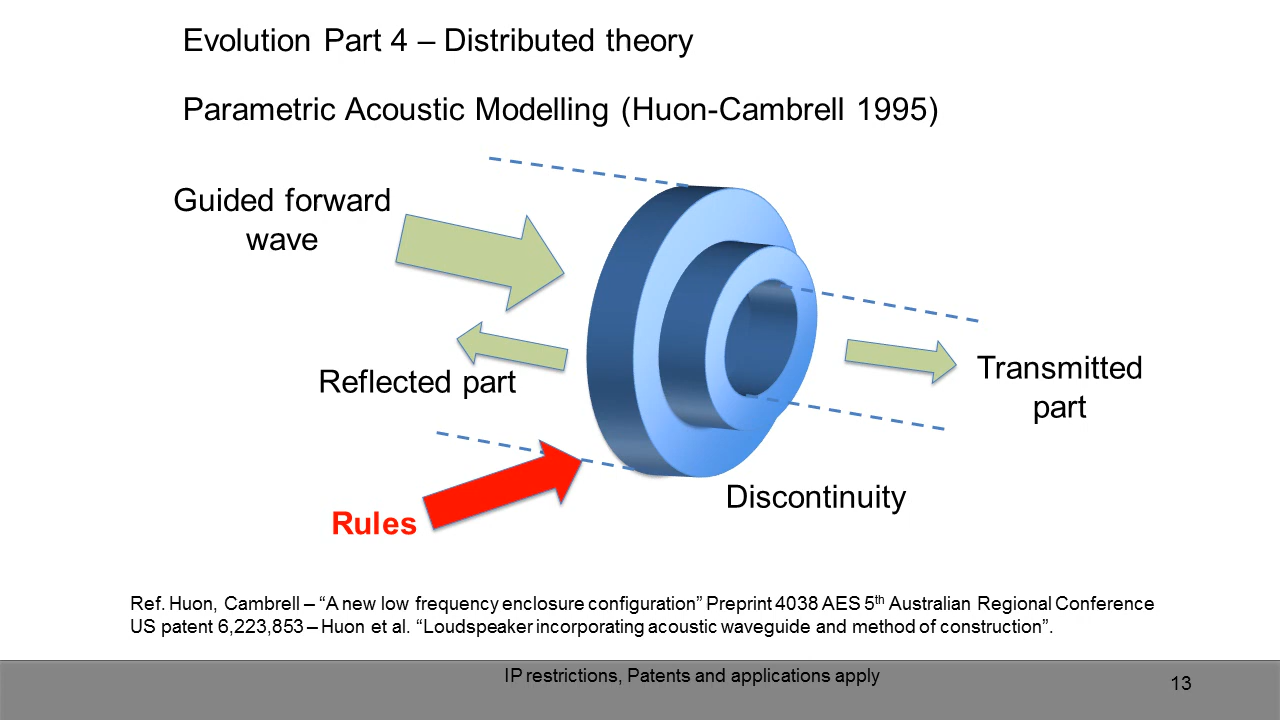 Evolution Part 4 – Distributed theory
Parametric Acoustic Modelling (Huon-Cambrell 1995)
Guided forward
wave
Reflected part
Transmitted
part
Discontinuity
Rules
Ref. Huon, Cambrell – “A new low frequency enclosure configuration” Preprint 4038 AES 5th Australian Regional Conference
US patent 6,223,853 – Huon et al. “Loudspeaker incorporating acoustic waveguide and method of construction”.
IP restrictions, Patents and applications apply
13